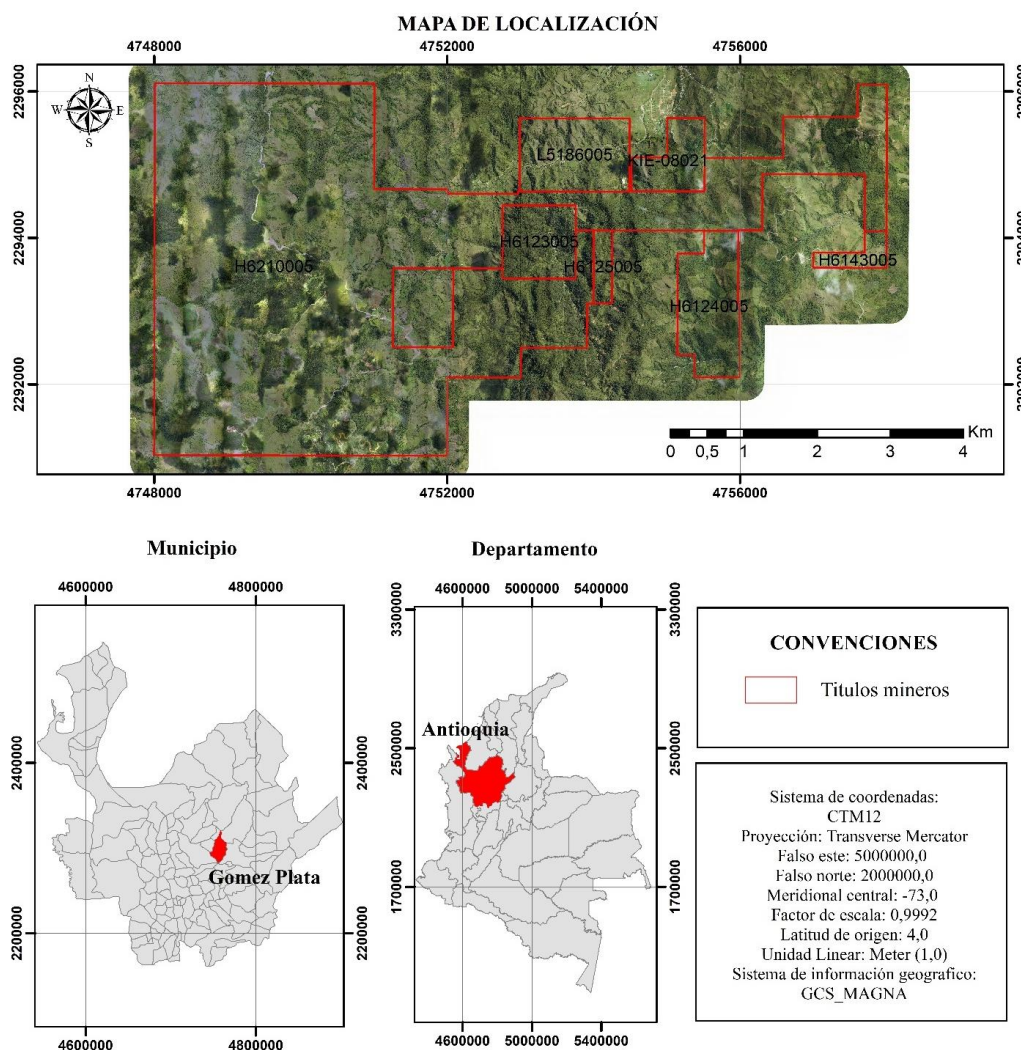 MAPA DE LOCALIZACIÓN
4748000
4752000
4756000
2296000
2294000
2292000
N
W
E
S
L5186005
KIE-08021
H6123005
H6210005
H6125005
H6143005
H6124005
2296000
2294000
2292000
Km
0 0,5 1 2 3 4
4748000
4752000
4756000
Municipio
4600000
4800000
2400000
2200000
Gomez Plata
2400000
2200000
4600000
4800000
Departamento
4600000 5000000 5400000
3300000
2500000
1700000
Antioquia
3300000
2500000
1700000
4600000 5000000 5400000
CONVENCIONES
Titulos mineros
Sistema de coordenadas:
CTM12
Proyección: Transverse Mercator
Falso este: 5000000,0
Falso norte: 2000000,0
Meridional central: -73,0
Factor de escala: 0,9992
Latitud de origen: 4,0
Unidad Linear: Meter (1,0)
Sistema de información geografico:
GCS_MAGNA